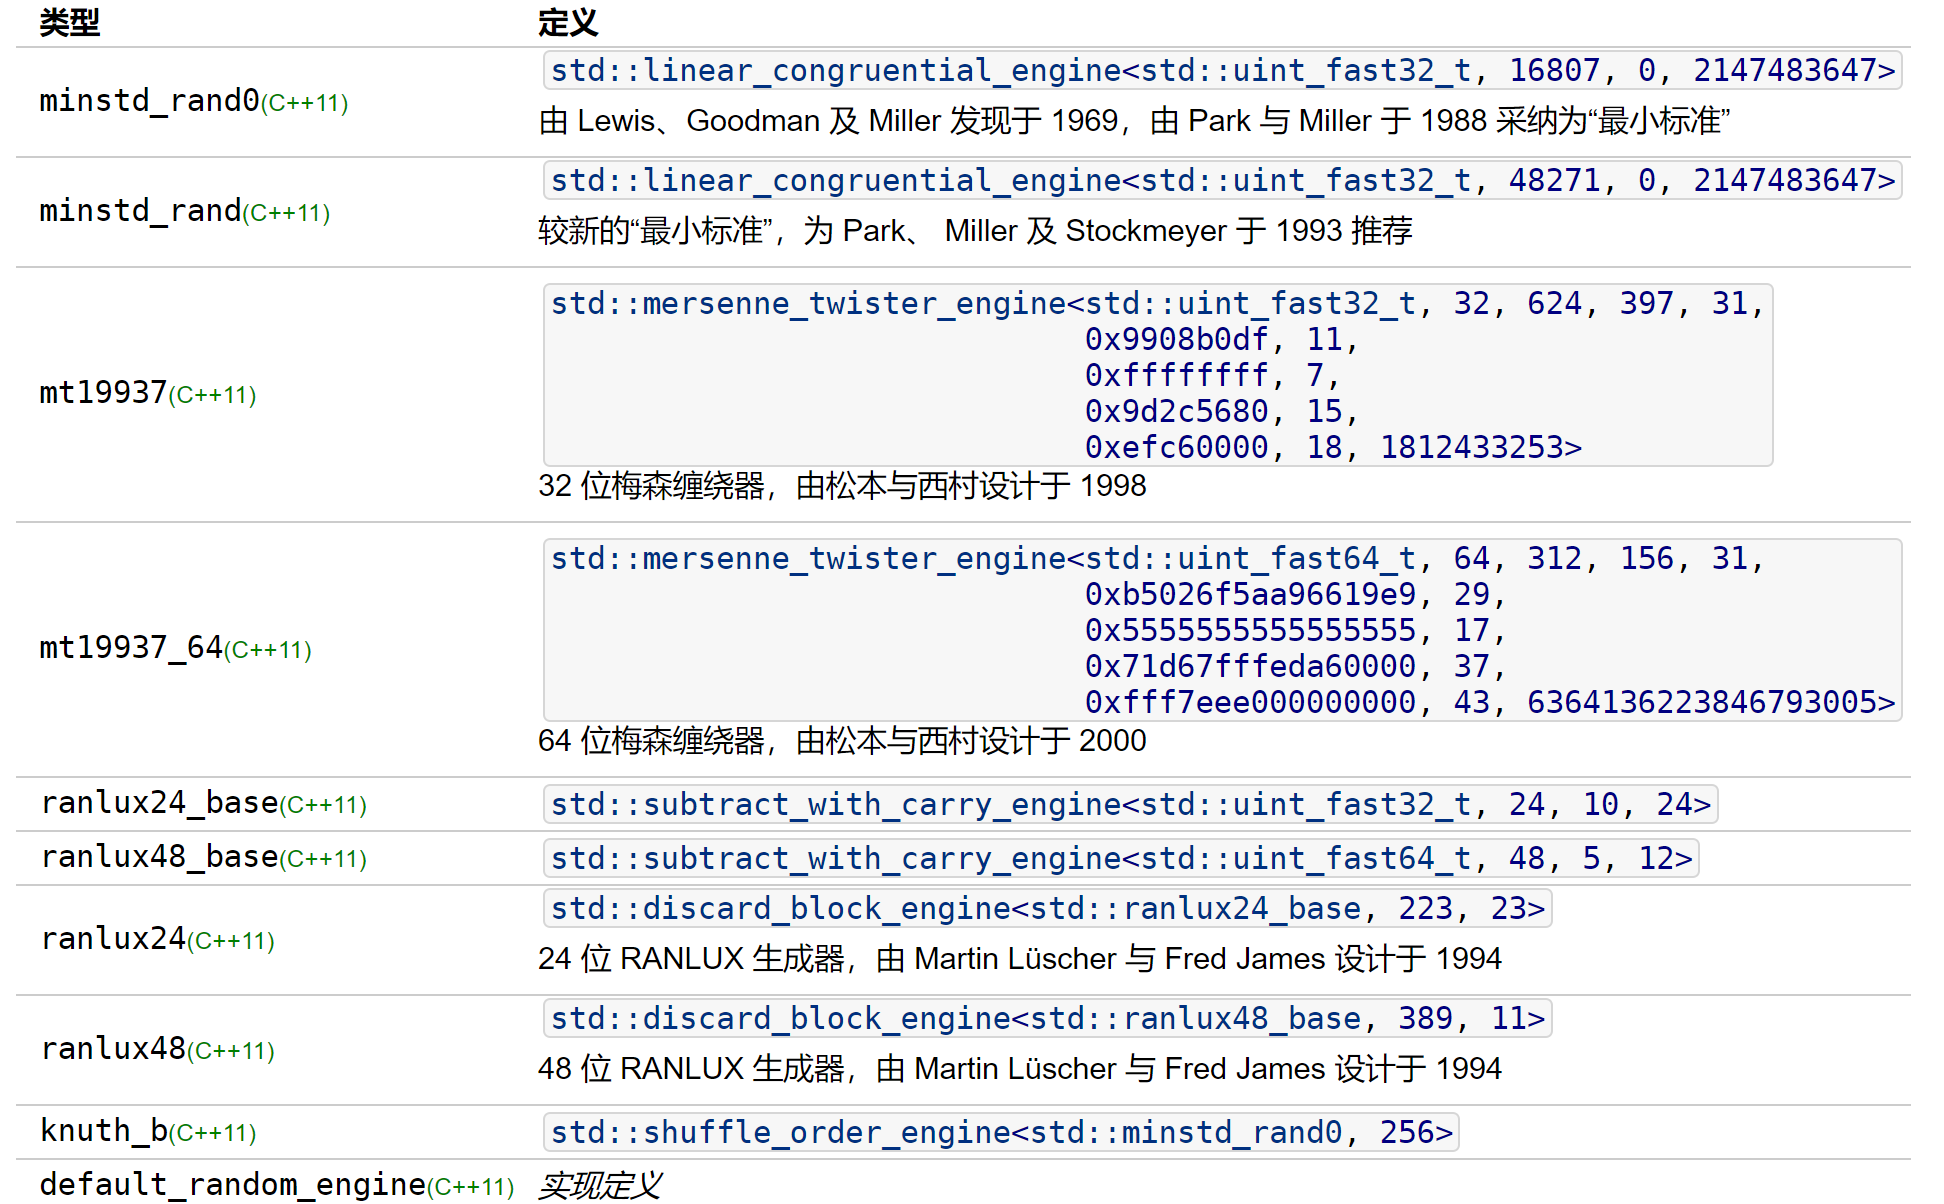 类型 定义
std::linear_congruential_engine<std::uint_fast32_t, 16807, 0, 2147483647>
minstd_rand0(C++11)
由 Lewis、Goodman 及 Miller 发现于 1969，由 Park 与 Miller 于 1988 采纳为“最小标准”
std::linear_congruential_engine<std::uint_fast32_t, 48271, 0, 2147483647>
minstd_rand(C++11)
较新的“最小标准”，为 Park、 Miller 及 Stockmeyer 于 1993 推荐
std::mersenne_twister_engine<std::uint_fast32_t, 32, 624, 397, 31,
0x9908b0df, 11,
0xffffffff, 7,
mt19937(C++11)
0x9d2c5680, 15,
0xefc60000, 18, 1812433253>
32 位梅森缠绕器，由松本与西村设计于 1998
std::mersenne_twister_engine<std::uint_fast64_t, 64, 312, 156, 31,
0xb5026f5aa96619e9, 29,
0x5555555555555555, 17,
mt19937_64(C++11)
0x71d67fffeda60000, 37,
0xfff7eee000000000, 43, 6364136223846793005>
64 位梅森缠绕器，由松本与西村设计于 2000
ranlux24_base(C++11) std::subtract_with_carry_engine<std::uint_fast32_t, 24, 10, 24>
ranlux48_base(C++11) std::subtract_with_carry_engine<std::uint_fast64_t, 48, 5, 12>
std::discard_block_engine<std::ranlux24_base, 223, 23>
ranlux24(C++11)
24 位 RANLUX 生成器，由 Martin Lüscher 与 Fred James 设计于 1994
std::discard_block_engine<std::ranlux48_base, 389, 11>
ranlux48(C++11)
48 位 RANLUX 生成器，由 Martin Lüscher 与 Fred James 设计于 1994
knuth_b(C++11) std::shuffle_order_engine<std::minstd_rand0, 256>
default_random_engine(C++11) 实现定义